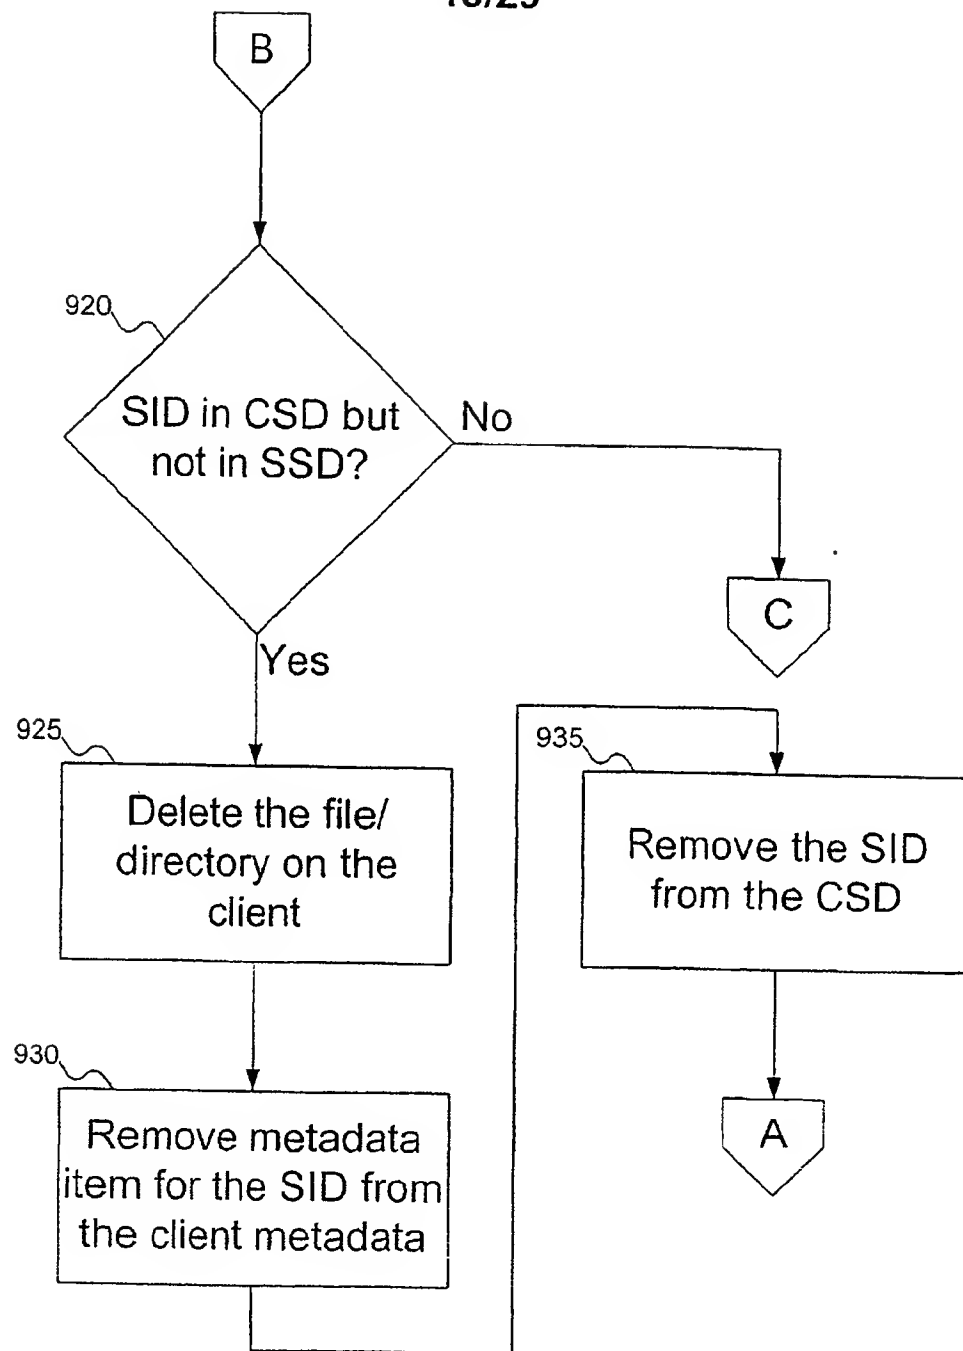 B
920
SID in CSD but
not in SSD?
No
C
Yes
925
Delete the file/
directory on the
client
935
Remove the SID
from the CSD
930
Remove metadata
item for the SID from
the client metadata
A